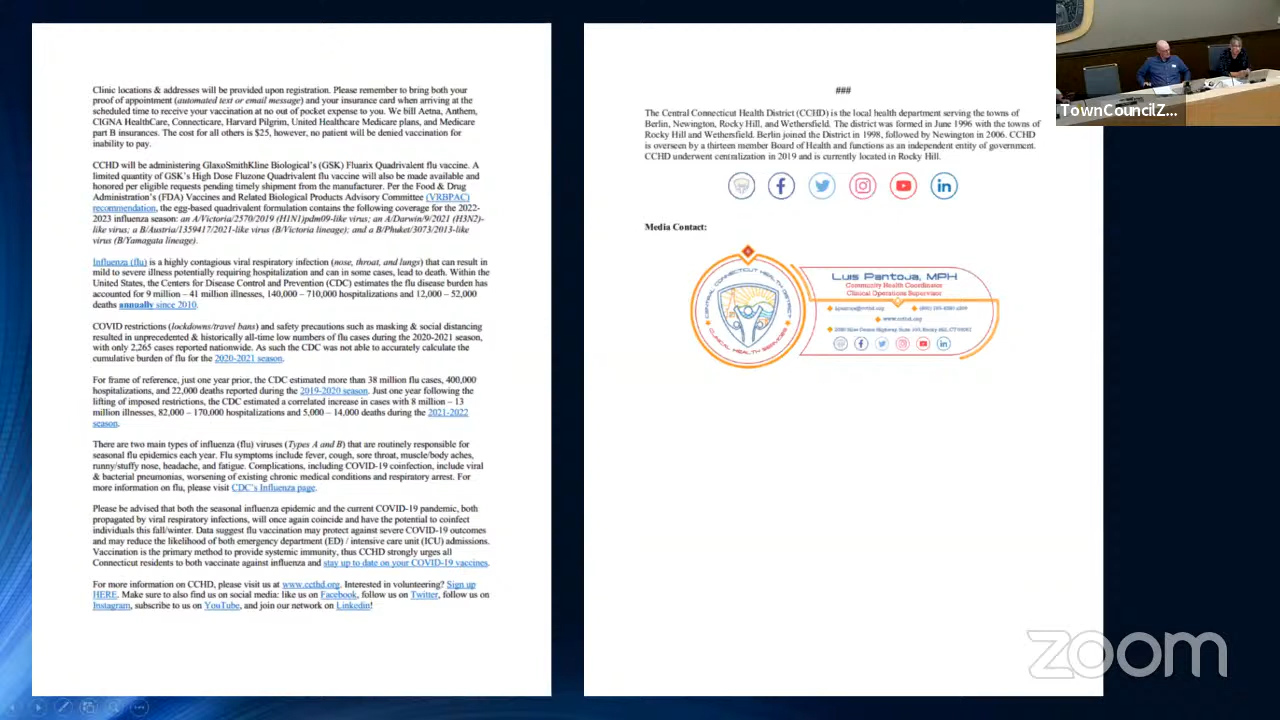 Clinic locations & addresses will be provided upon registration. Please remember to bring both your
proof of appointment (automated text or email message) and your insurance card when arriving at the
scheduled time to receive your vaccination at no out of pocket expense to you. We bill Aetna, Anthem,
CIGNA HealthCare, Connecticare, Harvard Pilgrim, United Healthcare Medicare plans, and Medicare
part B insurances. The cost for all others is $25, however, no patient will be denied vaccination for
inability to pay.
CCHD will be administering GlaxoSmithKline Biological's (GSK) Fluarix Quadrivalent flu vaccine. A
limited quantity of GSK's High Dose Fluzone Quadrivalent flu vaccine will also be made available and
honored per eligible requests pending timely shipment from the manufacturer. Per the Food & Drug
Administration's (FDA) Vaccines and Related Biological Products Advisory Committee (VRBPAC)
recommendation, the egg-based quadrivalent formulation contains the following coverage for the 2022-
2023 influenza season: an A/Victoria/2570/2019 (H1N1)pdm09-like virus; an A/Darwin/9/2021 (H3N2)-
like virus; a B/Austria/1359417/2021-like virus (B/Victoria lineage); and a B/Phuket/3073/2013-like
virus (B/Yamagata lineage).
Influenza (flu) is a highly contagious viral respiratory infection (nose, throat, and lungs) that can result in
mild to severe illness potentially requiring hospitalization and can in some cases, lead to death. Within the
United States, the Centers for Disease Control and Prevention (CDC) estimates the flu disease burden has
accounted for 9 million – 41 million illnesses, 140,000 – 710,000 hospitalizations and 12,000 – 52,000
deaths annually since 2010.
COVID restrictions (lockdowns/travel bans) and safety precautions such as masking & social distancing
resulted in unprecedented & historically all-time low numbers of flu cases during the 2020-2021 season,
with only 2,265 cases reported nationwide. As such the CDC was not able to accurately calculate the
cumulative burden of flu for the 2020-2021 season.
For frame of reference, just one year prior, the CDC estimated more than 38 million flu cases, 400,000
hospitalizations, and 22,000 deaths reported during the 2019-2020 season. Just one year following the
lifting of imposed restrictions, the CDC estimated a correlated increase in cases with 8 million – 13
million illnesses, 82,000 – 170,000 hospitalizations and 5,000 – 14,000 deaths during the 2021-2022
season.
There are two main types of influenza (flu) viruses (Types A and B) that are routinely responsible for
seasonal flu epidemics each year. Flu symptoms include fever, cough, sore throat, muscle/body aches,
runny/stuffy nose, headache, and fatigue. Complications, including COVID-19 coinfection, include viral
& bacterial pneumonias, worsening of existing chronic medical conditions and respiratory arrest. For
more information on flu, please visit CDC's Influenza page.
Please be advised that both the seasonal influenza epidemic and the current COVID-19 pandemic, both
propagated by viral respiratory infections, will once again coincide and have the potential to coinfect
individuals this fall/winter. Data suggest flu vaccination may protect against severe COVID-19 outcomes
and may reduce the likelihood of both emergency department (ED) / intensive care unit (ICU) admissions.
Vaccination is the primary method to provide systemic immunity, thus CCHD strongly urges all
Connecticut residents to both vaccinate against influenza and stay up to date on your COVID-19 vaccines.
For more information on CCHD, please visit us at www.ccthd.org. Interested in volunteering? Sign up
HERE. Make sure to also find us on social media: like us on Facebook, follow us on Twitter, follow us on
Instagram, subscribe to us on YouTube, and join our network on Linkedin!
###
The Central Connecticut Health District (CCHD) is the local health department serving the towns of
Berlin, Newington, Rocky Hill, and Wethersfield. The district was formed in June 1996 with the towns of
Rocky Hill and Wethersfield. Berlin joined the District in 1998, followed by Newington in 2006. CCHD
is overseen by a thirteen member Board of Health and functions as an independent entity of government.
CCHD underwent centralization in 2019 and is currently located in Rocky Hill.
Media Contact:
CENTRAL CONNECTICUT HEALTH DISTRICT
CLINICAL HEALTH SERVICES
Luis Pantoja, MPH
Community Health Coordinator
Clinical Operations Supervisor
www.ccthd.org
TownCouncilZ...
zoom